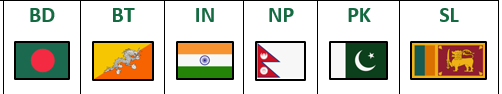 BD BT IN NP PK SL